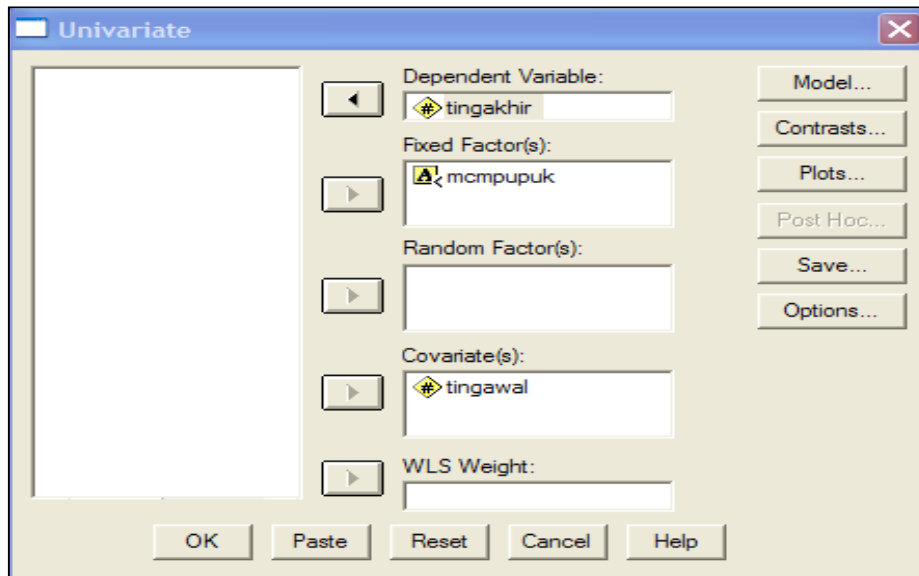 Univariate
Dependent Variable:
tingakhir
Fixed Factor(s):
mcmpupuk
Random Factor(s):
Covariate(s):
tingawal
WLS Weight:
Model...
Contrasts...
Plots...
Post Hoc...
Save...
Options...
OK
Paste
Reset
Cancel
Help